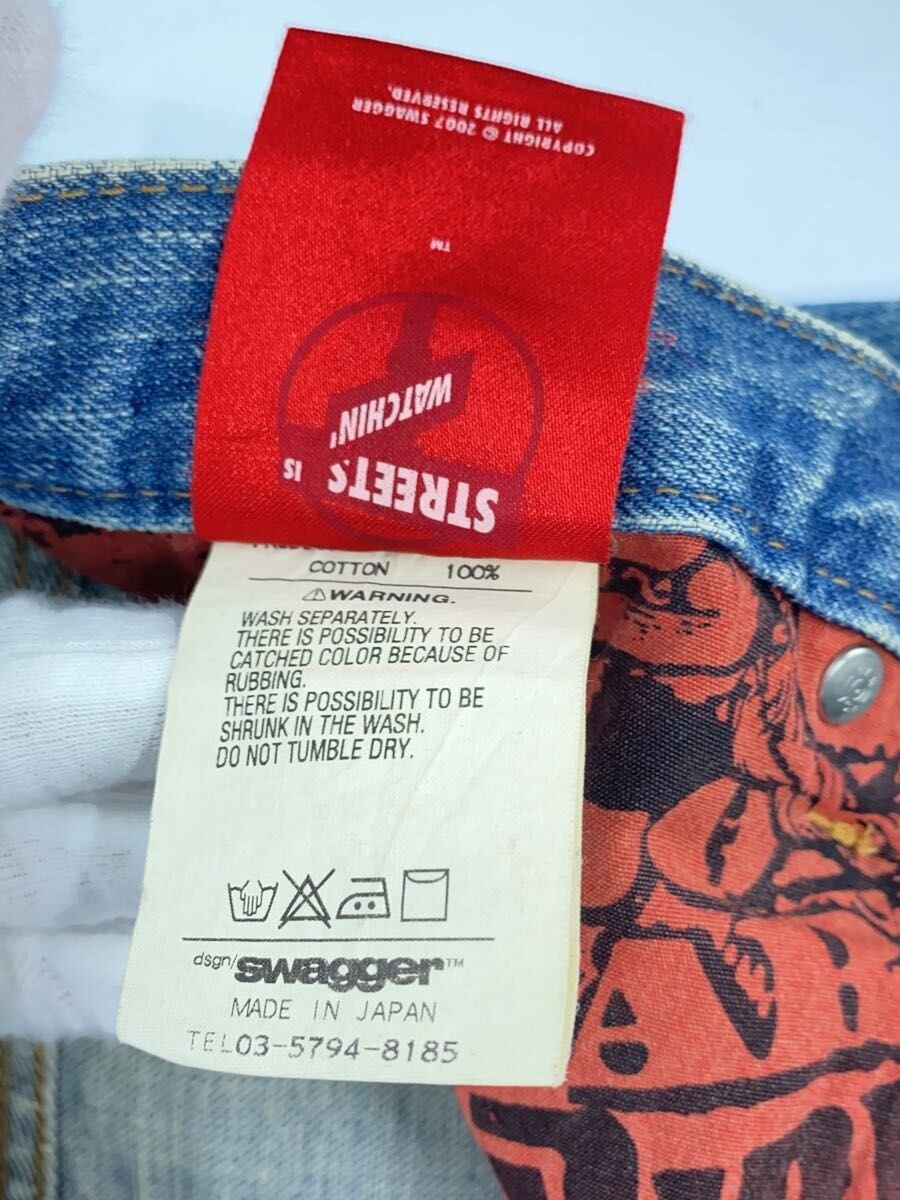 COPYRIGHT © 2007 SWAGGER
ALL RIGHTS RESERVED.
TM
STREETS IS
WATCHIN'
COTTON 100%
⚠WARNING.
WASH SEPARATELY.
THERE IS POSSIBILITY TO BE
CATCHED COLOR BECAUSE OF
RUBBING.
THERE IS POSSIBILITY TO BE
SHRUNK IN THE WASH.
DO NOT TUMBLE DRY.
dsgn/swagger™
MADE IN JAPAN
TEL03-5794-8185